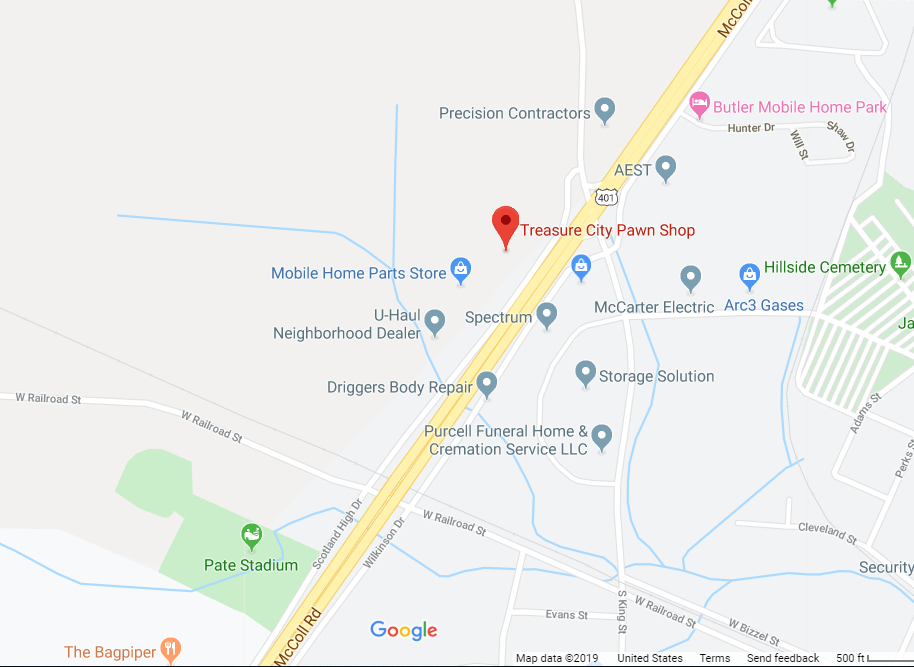 McColl
Precision Contractors
Butler Mobile Home Park
Hunter Dr
Will St
Shaw Dr
AEST
401
Treasure City Pawn Shop
Mobile Home Parts Store
Hillside Cemetery
U-Haul
Neighborhood Dealer
Spectrum
McCarter Electric
Arc3 Gases
Ja
Driggers Body Repair
Storage Solution
W Railroad St
W Railroad St
Adams St
Purcell Funeral Home &
Cremation Service LLC
Perks St
Scotland High Dr
Wilkinson Dr
W Railroad St
Cleveland St
Pate Stadium
Security
S King St
Evans St
W Railroad St
W Bizzel St
McColl Rd
The Bagpiper
Google
Map data ©2019 United States Terms Send feedback 500 ft